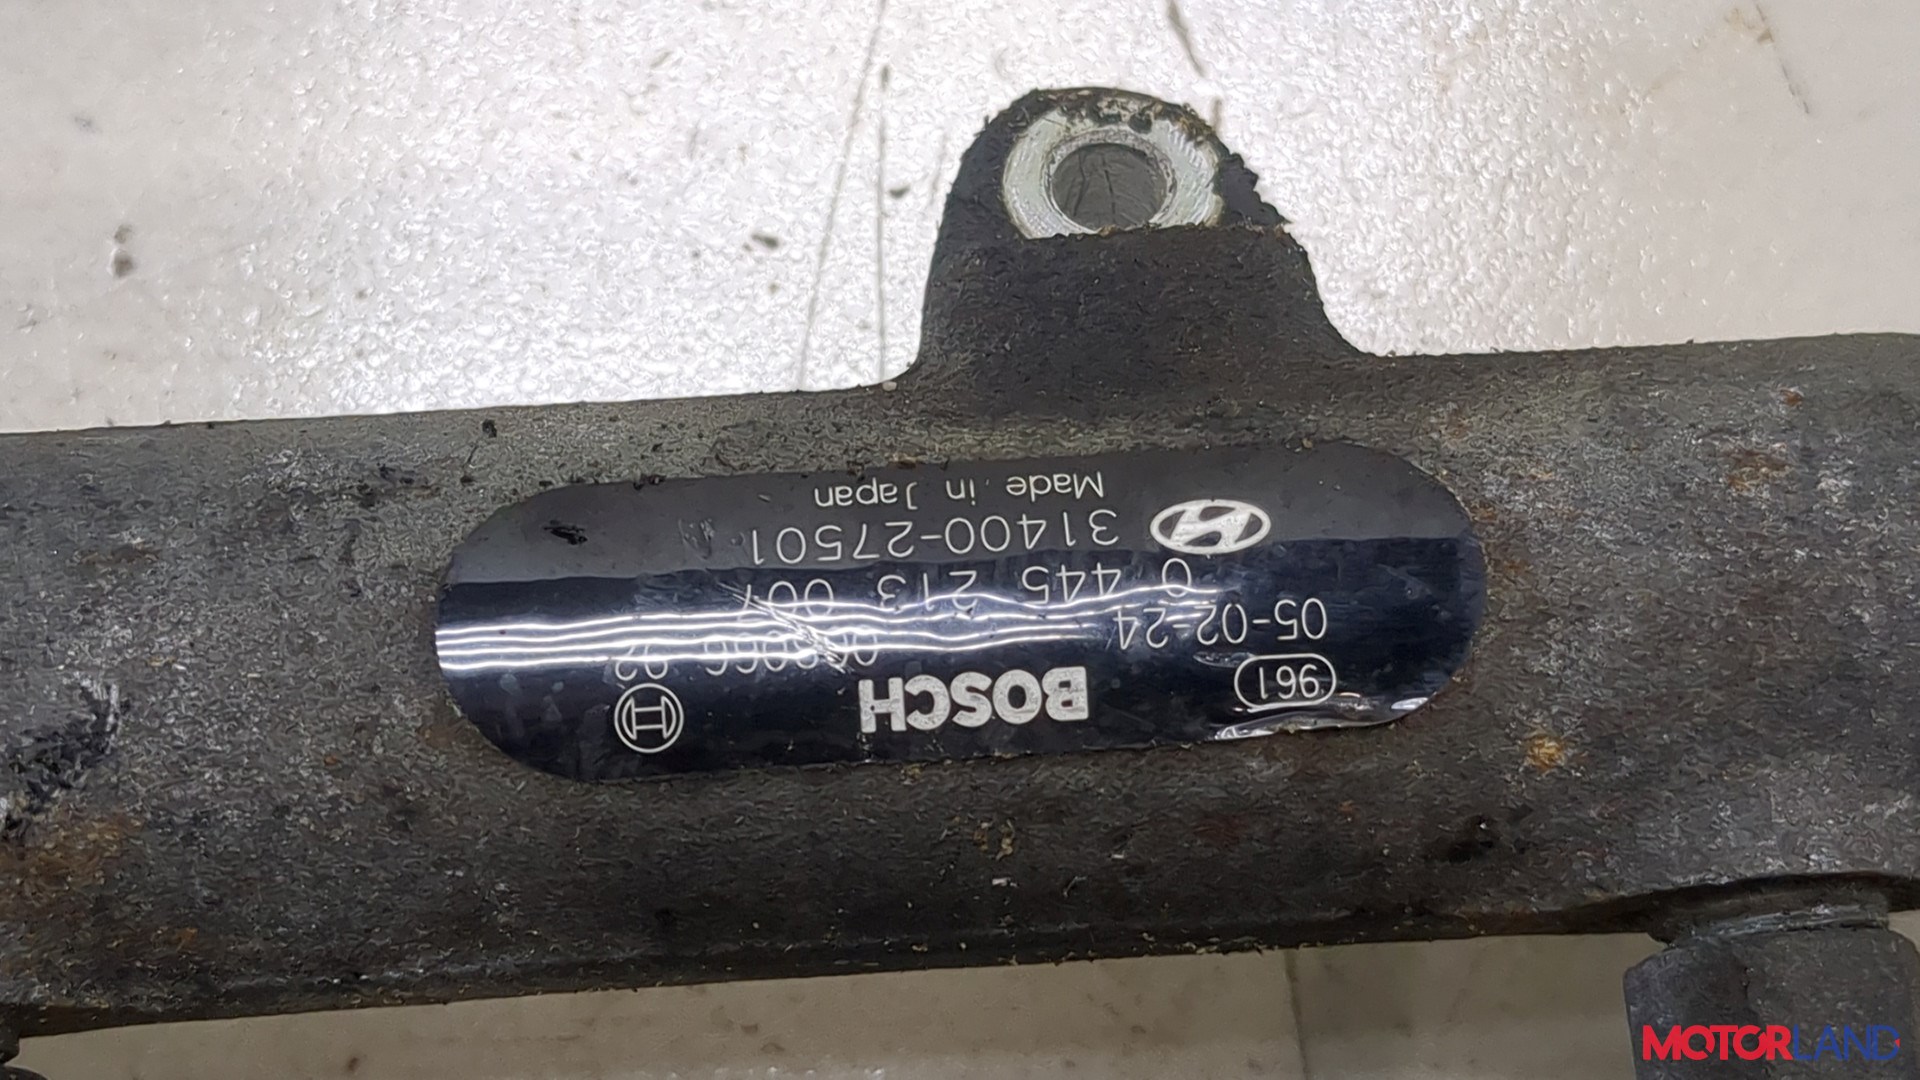 961
BOSCH
05-02-24
0 445 213 007
31400-27501
Made in Japan
MOTORLAND